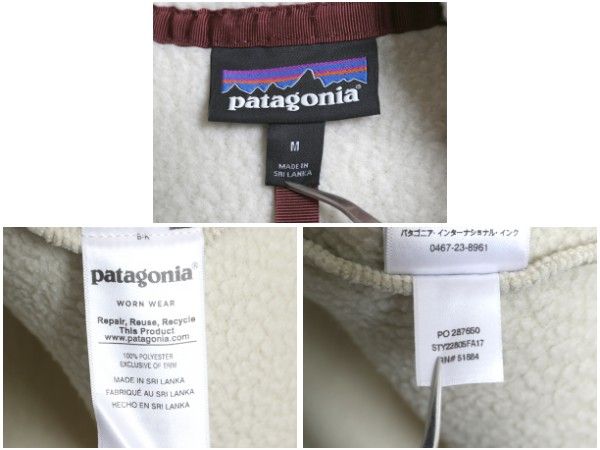 patagonia®
M
MADE IN
SRI LANKA
B:K
patagonia®
WORN WEAR
Repair, Reuse, Recycle
This Product
www.patagonia.com
100% POLYESTER
EXCLUSIVE OF TRIM
MADE IN SRI LANKA
FABRIQUÉ AU SRI LANKA
HECHO EN SRI LANKA
パタゴニア・インターナショナル・インク
0467-23-8961
PO 287650
STY22805FA17
RN# 51884